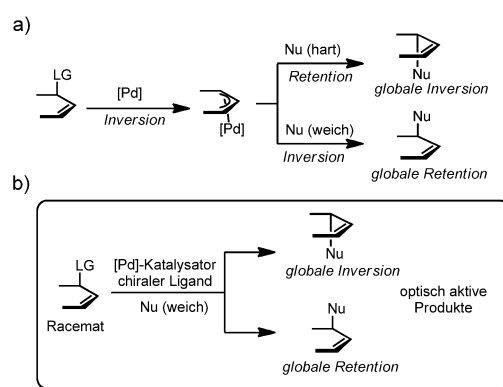 a)
LG
[Pd]
Inversion
[Pd]
Nu (hart)
Retention
Nu
globale Inversion
Nu (weich)
Inversion
Nu
globale Retention
b)
LG
Racemat
[Pd]-Katalysator
chiraler Ligand
Nu (weich)
Nu
globale Inversion
Nu
globale Retention
optisch aktive
Produkte